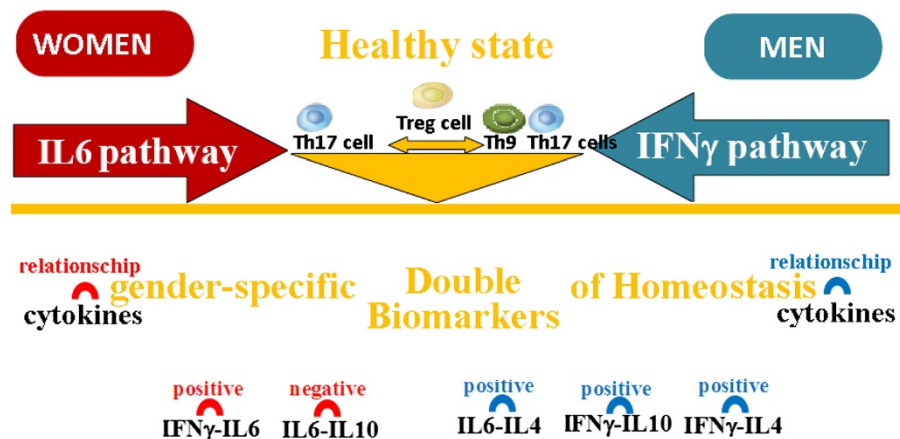 WOMEN
Healthy state
MEN
IL6 pathway
Th17 cell
Treg cell
Th9
Th17 cells
IFNγ pathway
relationschip
cytokines
gender-specific
Double
Biomarkers
of Homeostasis
relationschip
cytokines
positive
IFNγ-IL6
negative
IL6-IL10
positive
IL6-IL4
positive
IFNγ-IL10
positive
IFNγ-IL4